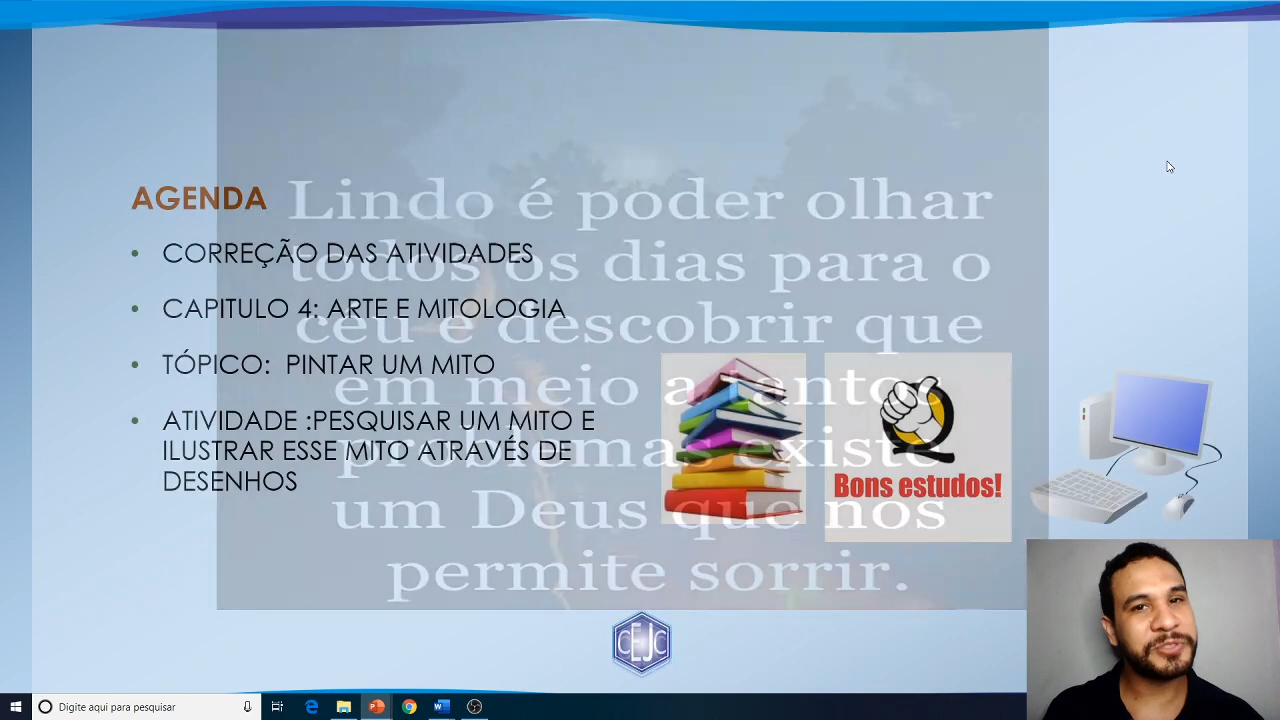 AGENDA
• CORREÇÃO DAS ATIVIDADES
• CAPITULO 4: ARTE E MITOLOGIA
• TÓPICO: PINTAR UM MITO
• ATIVIDADE :PESQUISAR UM MITO E
ILUSTRAR ESSE MITO ATRAVÉS DE
DESENHOS
Lindo é poder olhar
todos os dias para o
céu e descobrir que
em meio a tantos
problemas existe
um Deus que nos
permite sorrir.
Bons estudos!
CEJC
Digite aqui para pesquisar